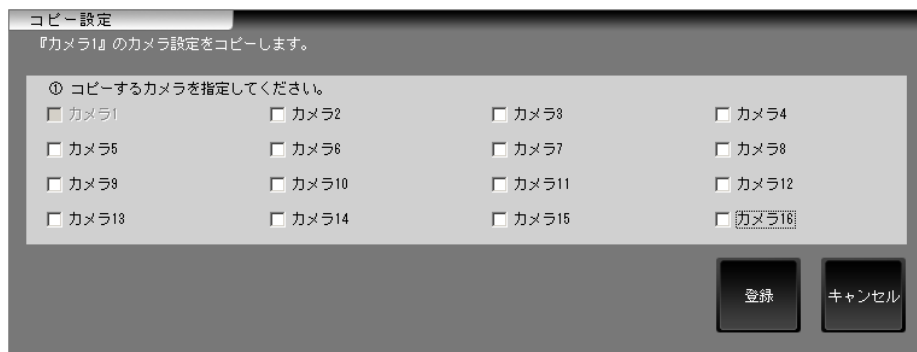 コピー設定
『カメラ1』のカメラ設定をコピーします。
① コピーするカメラを指定してください。
カメラ1 カメラ2 カメラ3 カメラ4
カメラ5 カメラ6 カメラ7 カメラ8
カメラ9 カメラ10 カメラ11 カメラ12
カメラ13 カメラ14 カメラ15 カメラ16
登録 キャンセル